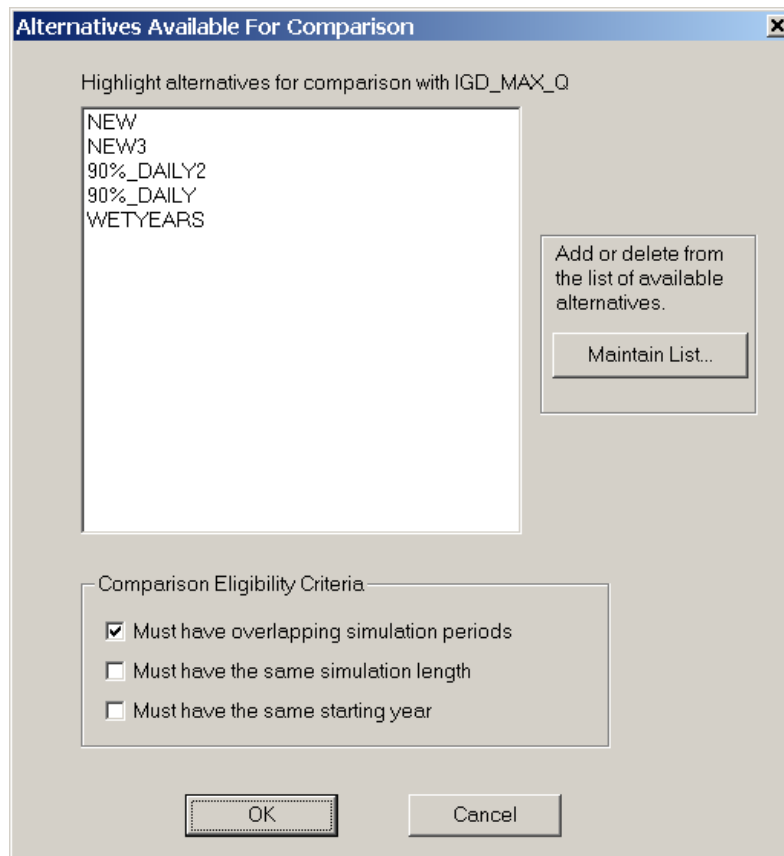 Alternatives Available For Comparison
Highlight alternatives for comparison with IGD_MAX_Q
NEW
NEW3
90%_DAILY2
90%_DAILY
WETYEARS
Add or delete from
the list of available
alternatives.
Maintain List...
Comparison Eligibility Criteria
Must have overlapping simulation periods
Must have the same simulation length
Must have the same starting year
OK
Cancel